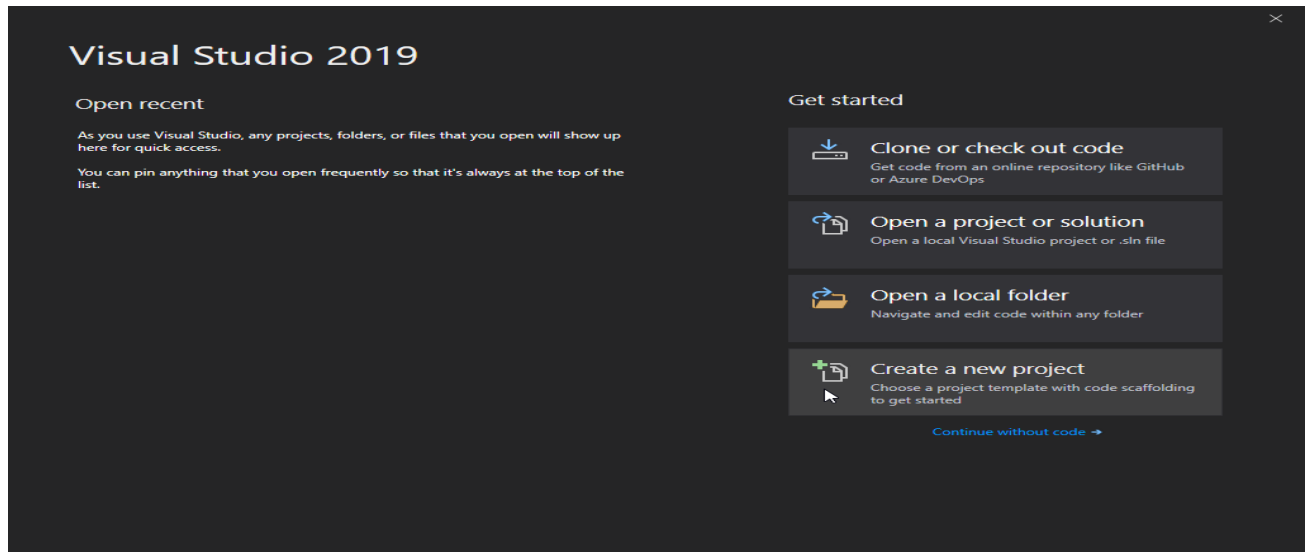 Visual Studio 2019
Open recent
As you use Visual Studio, any projects, folders, or files that you open will show up
here for quick access.
You can pin anything that you open frequently so that it's always at the top of the
list.
Get started
Clone or check out code
Get code from an online repository like GitHub
or Azure DevOps
Open a project or solution
Open a local Visual Studio project or .sln file
Open a local folder
Navigate and edit code within any folder
Create a new project
Choose a project template with code scaffolding
to get started
Continue without code →